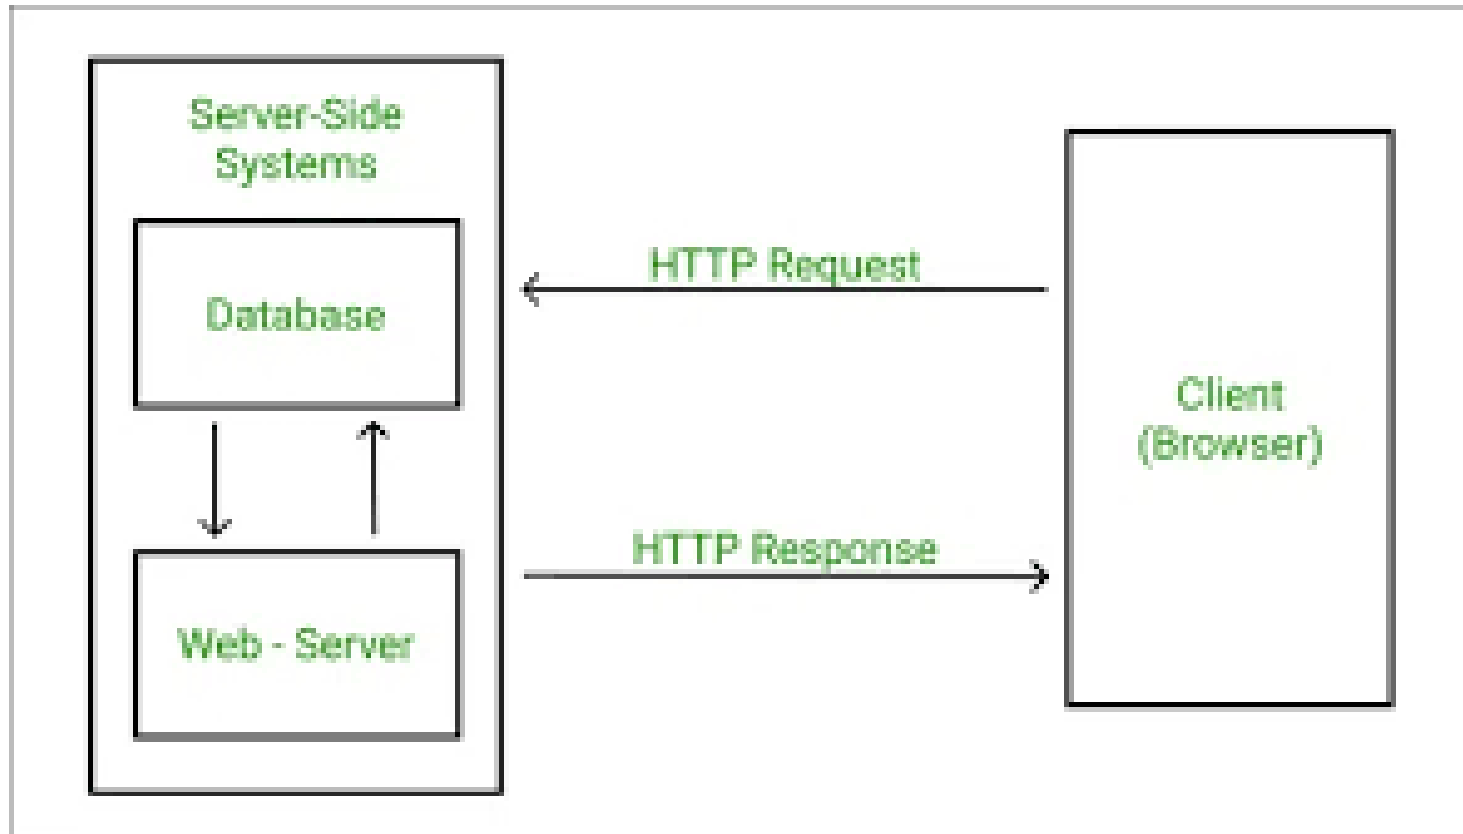 Server-Side
Systems
Database
Web - Server
HTTP Request
HTTP Response
Client
(Browser)